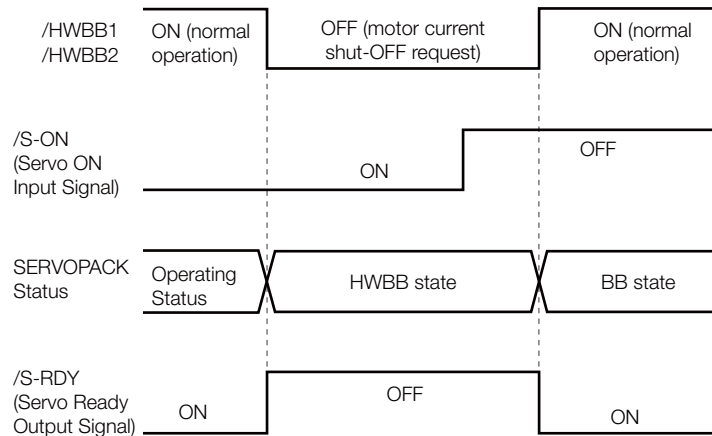 /HWBB1
/HWBB2
ON (normal
operation)
OFF (motor current
shut-OFF request)
ON (normal
operation)
/S-ON
(Servo ON
Input Signal)
ON
OFF
SERVOPACK
Status
Operating
Status
HWBB state
BB state
/S-RDY
(Servo Ready
Output Signal)
ON
OFF
ON